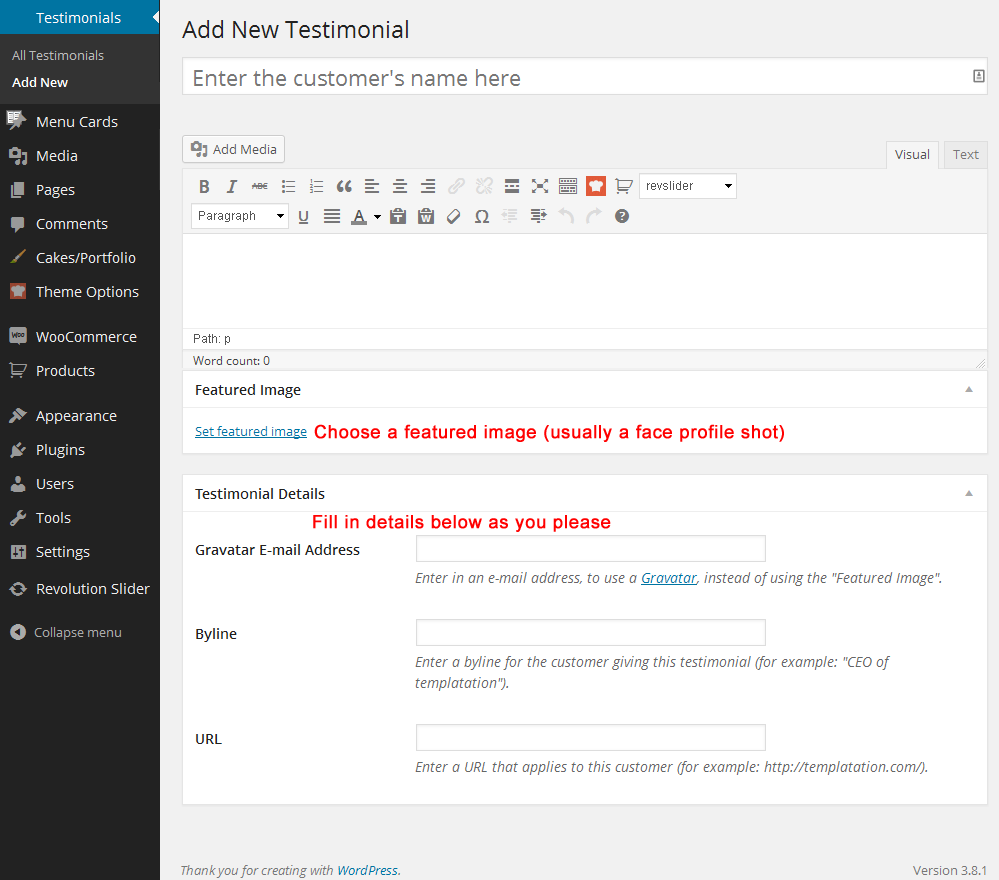 Testimonials
All Testimonials
Add New
Menu Cards
Media
Pages
Comments
Cakes/Portfolio
Theme Options
WooCommerce
Products
Appearance
Plugins
Users
Tools
Settings
Revolution Slider
Collapse menu
Add New Testimonial
Enter the customer's name here
Add Media
Visual Text
B I ABC revslider
Paragraph U A T W Ω ?
Path: p
Word count: 0
Featured Image
Set featured image Choose a featured image (usually a face profile shot)
Testimonial Details
Fill in details below as you please
Gravatar E-mail Address
Enter in an e-mail address, to use a Gravatar, instead of using the "Featured Image".
Byline
Enter a byline for the customer giving this testimonial (for example: "CEO of
templatation").
URL
Enter a URL that applies to this customer (for example: http://templatation.com/).
Thank you for creating with WordPress. Version 3.8.1